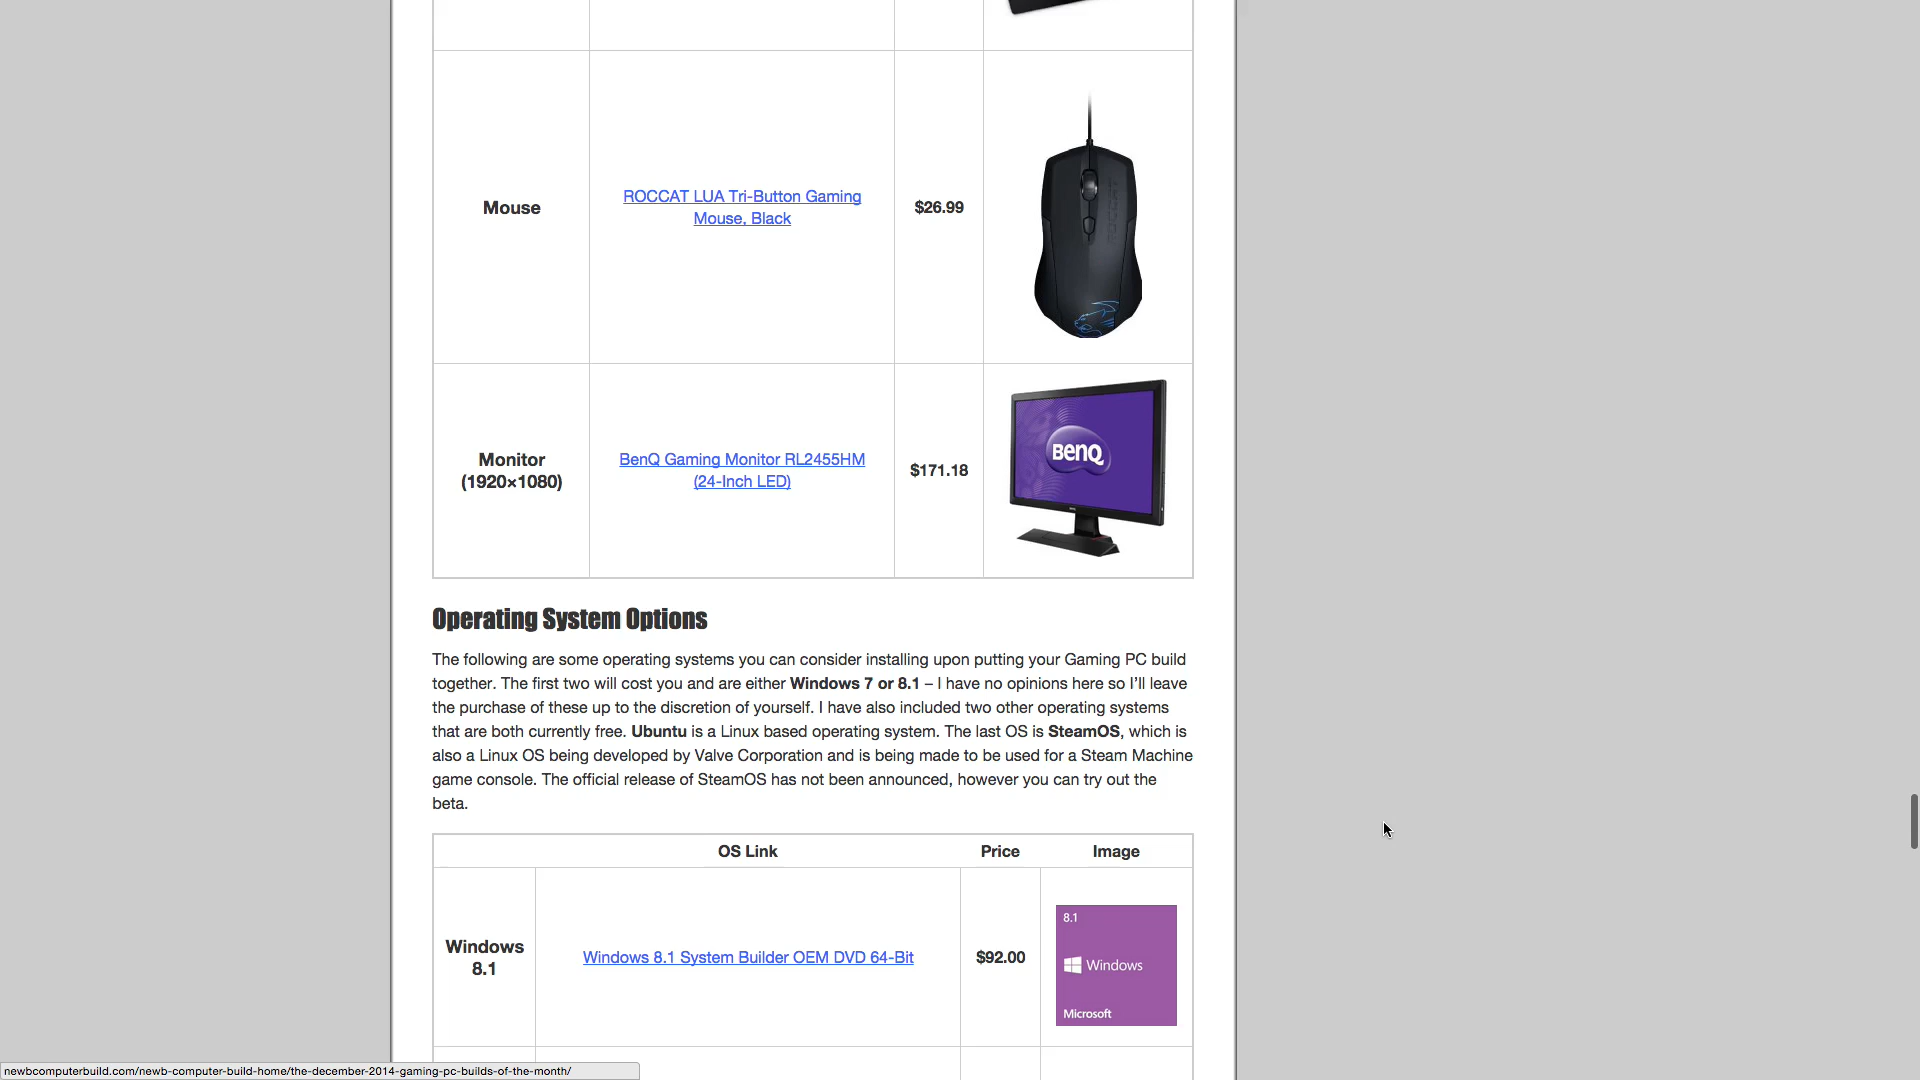 Mouse
ROCCAT LUA Tri-Button Gaming
Mouse, Black
$26.99
ROCCAT
Monitor
(1920×1080)
BenQ Gaming Monitor RL2455HM
(24-Inch LED)
$171.18
BenQ
Operating System Options
The following are some operating systems you can consider installing upon putting your Gaming PC build
together. The first two will cost you and are either Windows 7 or 8.1 – I have no opinions here so I’ll leave
the purchase of these up to the discretion of yourself. I have also included two other operating systems
that are both currently free. Ubuntu is a Linux based operating system. The last OS is SteamOS, which is
also a Linux OS being developed by Valve Corporation and is being made to be used for a Steam Machine
game console. The official release of SteamOS has not been announced, however you can try out the
beta.
OS Link Price Image
Windows
8.1
Windows 8.1 System Builder OEM DVD 64-Bit
$92.00
8.1
Windows
Microsoft
newbcomputerbuild.com/newb-computer-build-home/the-december-2014-gaming-pc-builds-of-the-month/